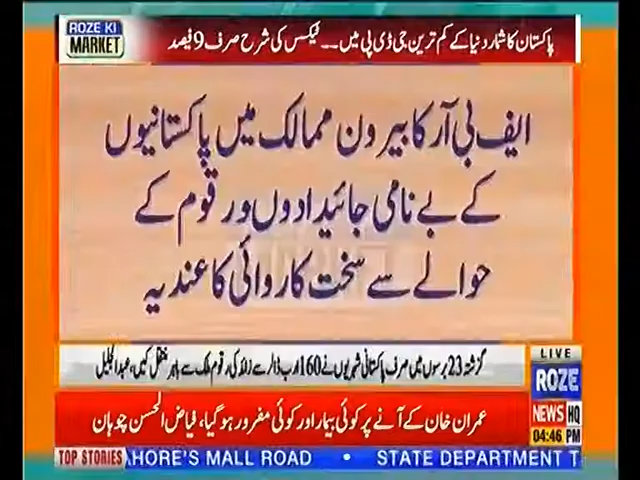 ROZE KI
MARKET
پاکستان کا شمار دنیا کے کم ترین جی ڈی پی میں ۔۔۔ ٹیکس کی شرح صرف 9 فیصد
ایف بی آر کا بیرون ممالک میں پاکستانیوں
کے بے نامی جائیدادوں و رقوم کے
حوالے سے سخت کاروائی کا عندیہ
گزشتہ 23 برسوں میں صرف پاکستانی شہریوں نے 160 ارب ڈالر سے زائد کی رقوم ملک سے باہر منتقل کیں، عبدالجلیل
عمران خان کے آنے پر کوئی بیمار اور کوئی مفرور ہو گیا، فیاض الحسن چوہان
LIVE
ROZE
NEWS HQ
04:46 PM
TOP STORIES AHORE'S MALL ROAD • STATE DEPARTMENT T